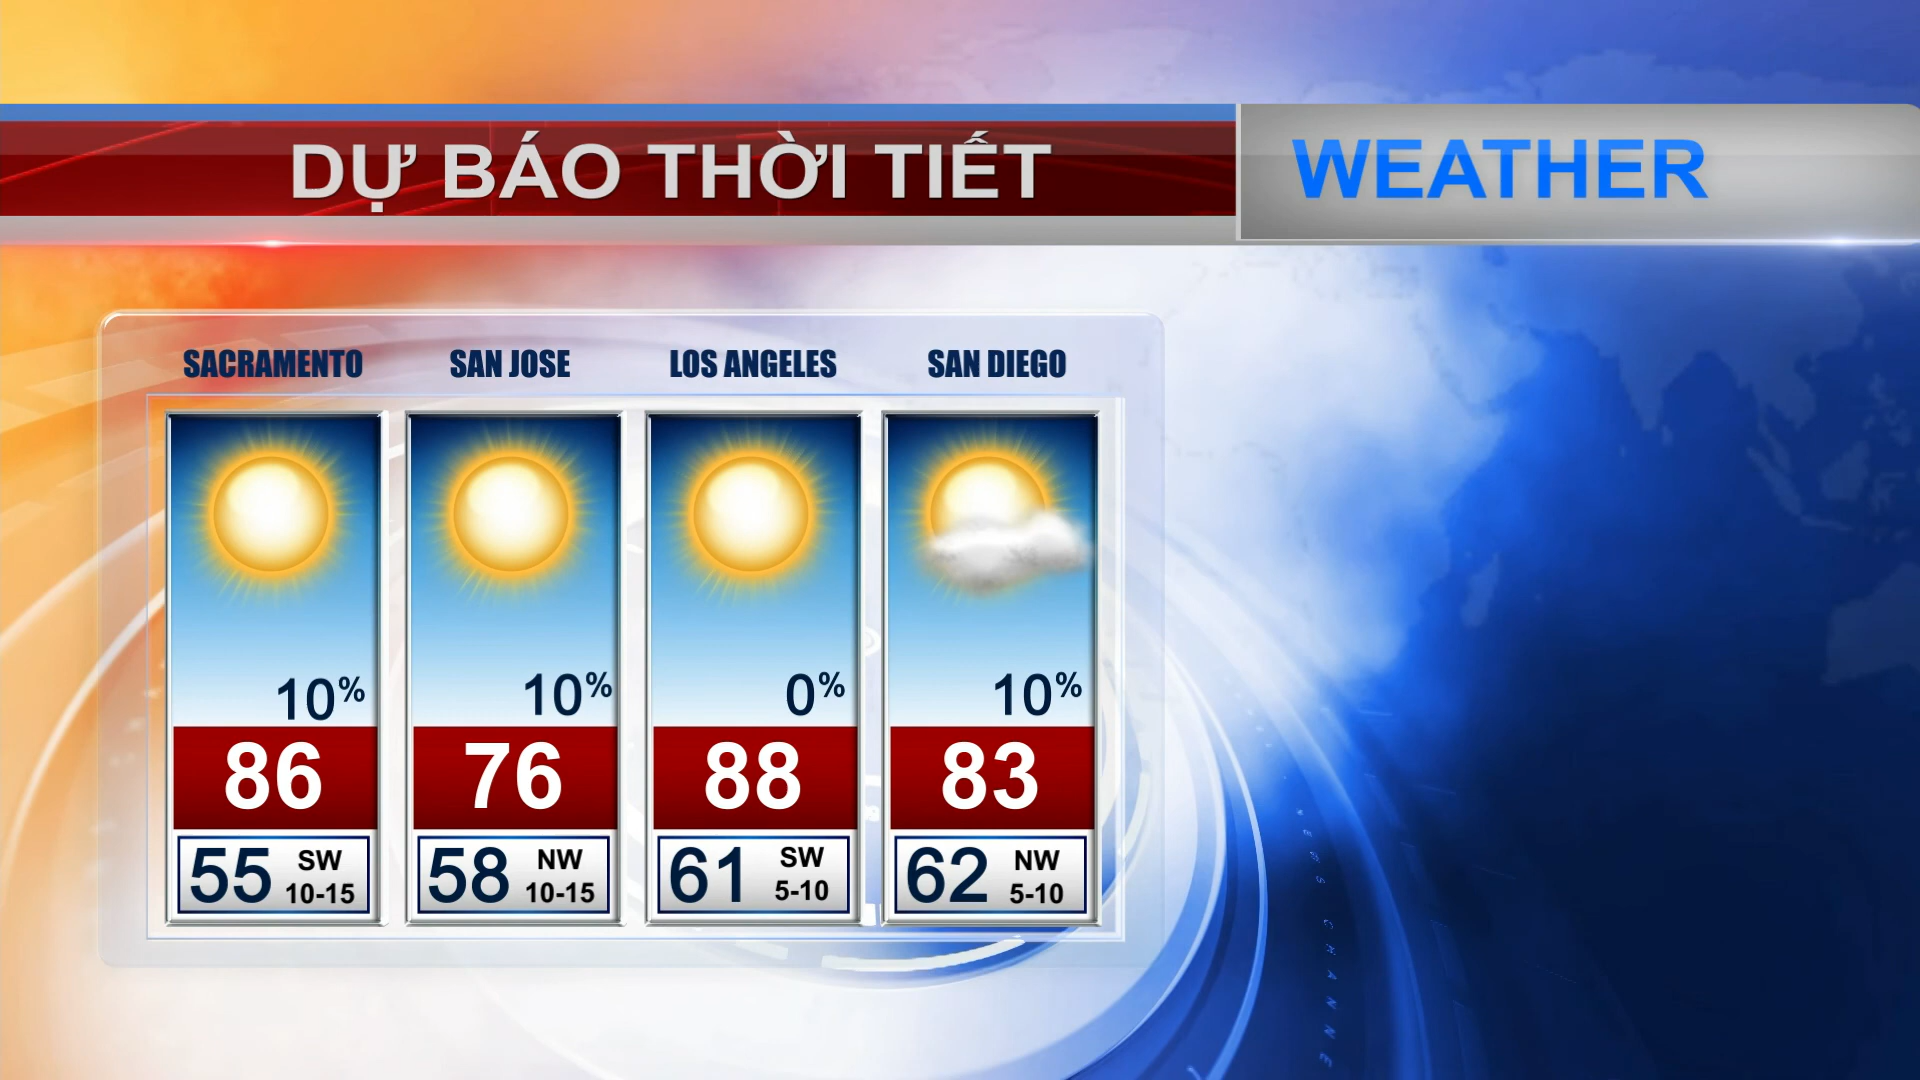 DỰ BÁO THỜI TIẾT
WEATHER
SACRAMENTO
SAN JOSE
LOS ANGELES
SAN DIEGO
10%
10%
0%
10%
86
76
88
83
55 SW 10-15
58 NW 10-15
61 SW 5-10
62 NW 5-10